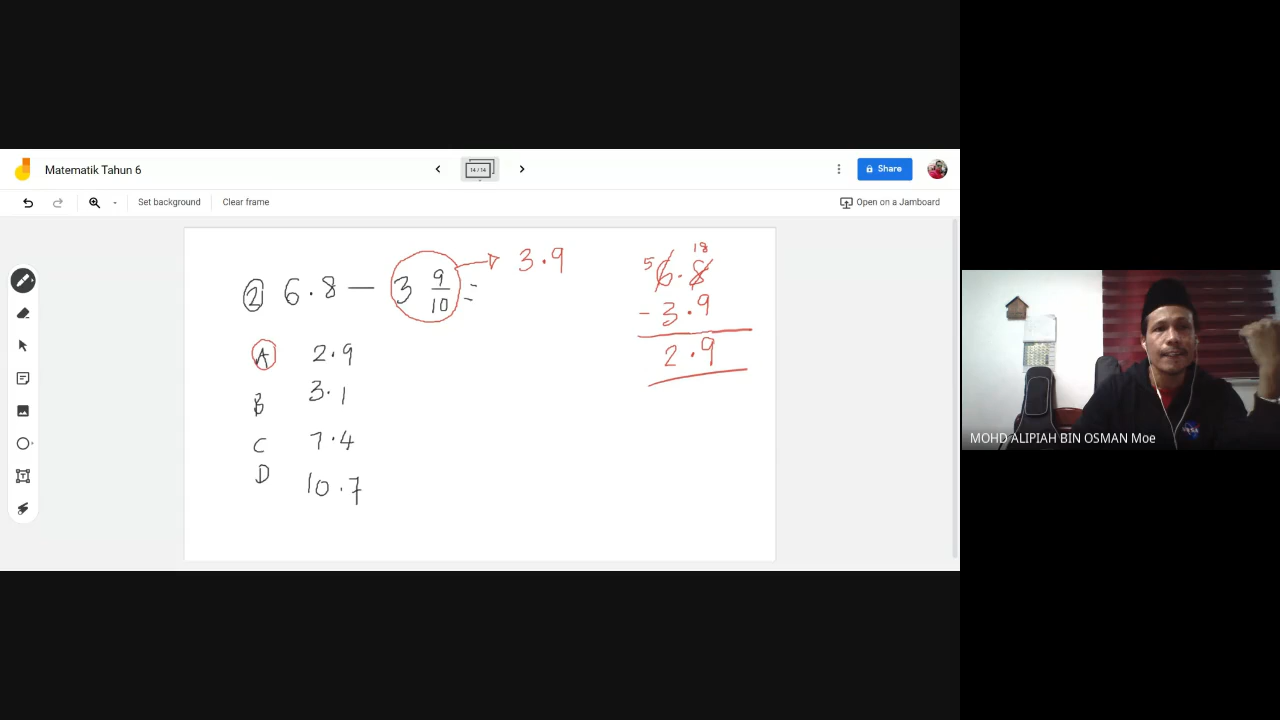 Matematik Tahun 6
14 / 14
Share
Set background
Clear frame
Open on a Jamboard
② 6.8 — 3 9/10 =
→ 3.9
A 2.9
B 3.1
C 7.4
D 10.7
5 18
6.8
- 3.9
2.9
MOHD ALIPIAH BIN OSMAN Moe